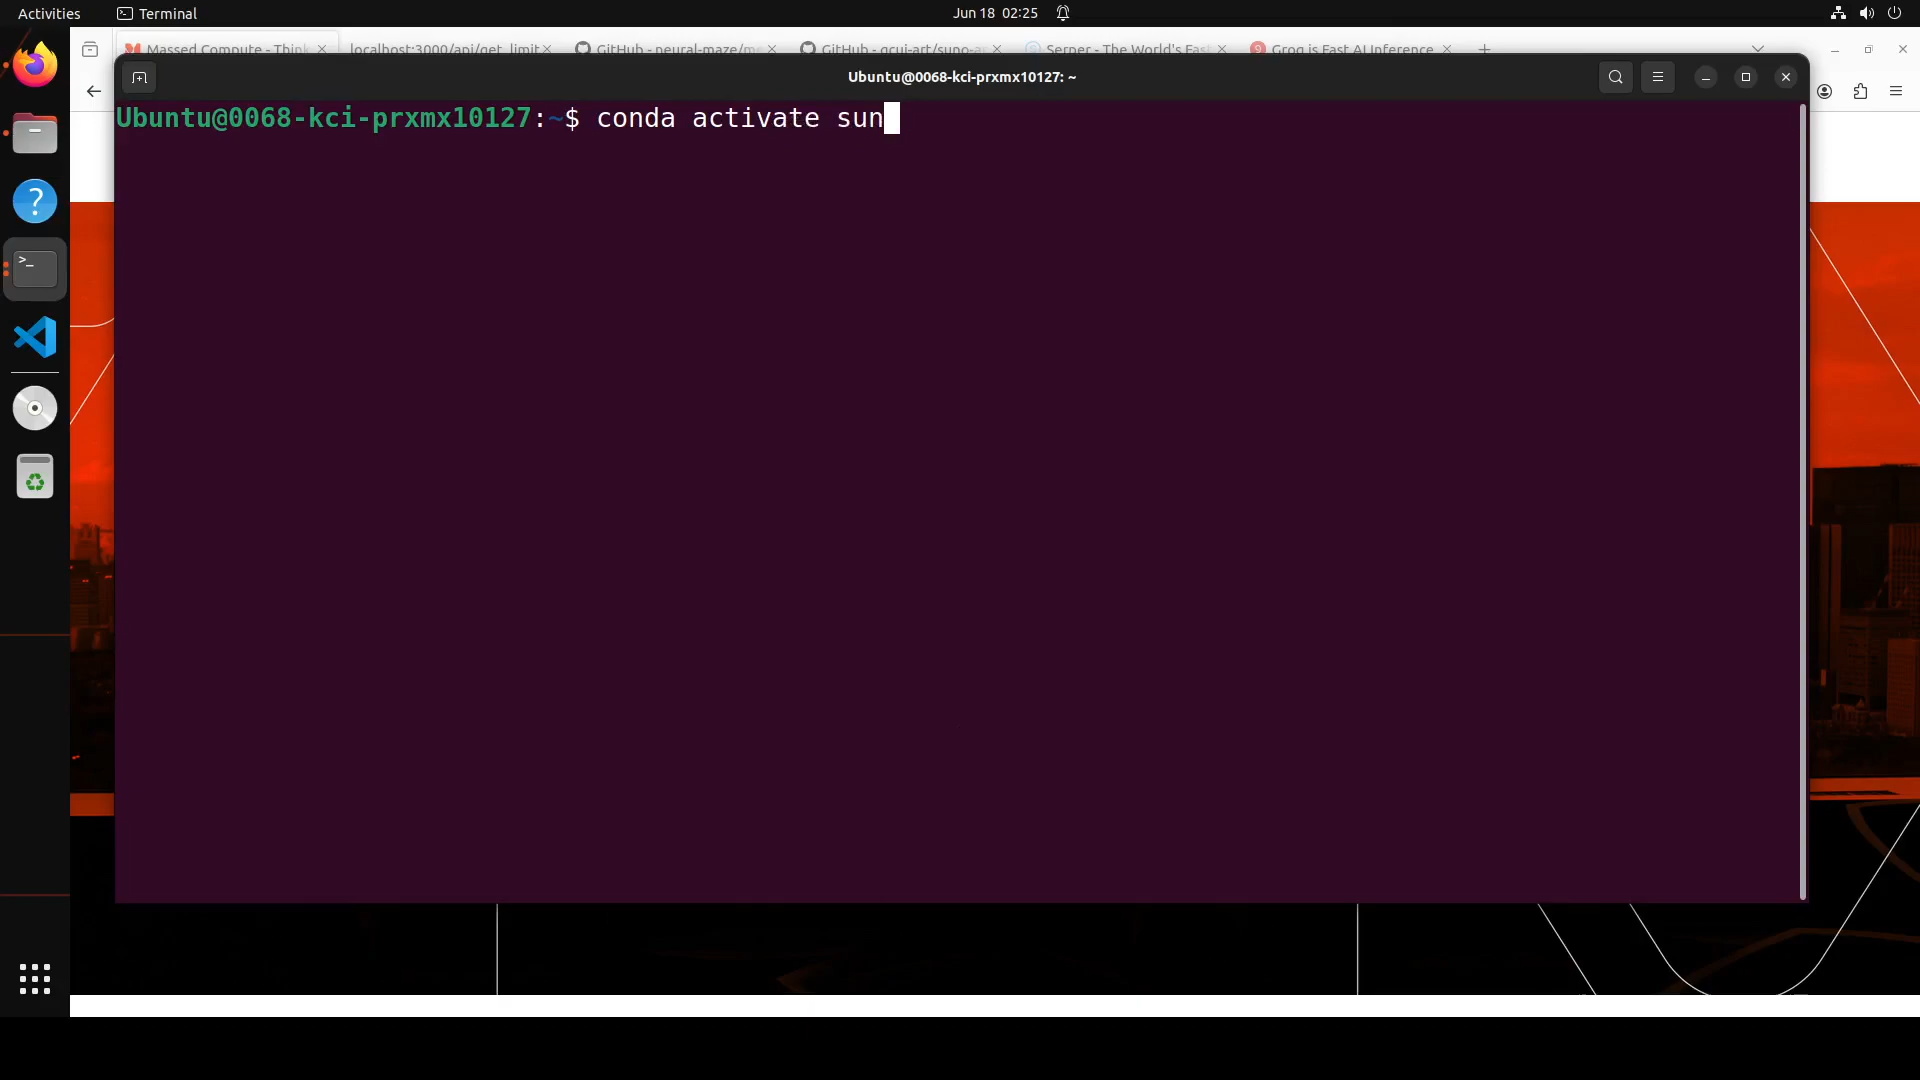 Activities
Terminal
Jun 18 02:25
Massed Compute - Think
localhost:3000/api/get_limit
GitHub - neural-maze/me
GitHub - gcui-art/suno-a
Serper - The World's Fast
Groq is Fast AI Inference
Ubuntu@0068-kci-prxmx10127: ~
Ubuntu@0068-kci-prxmx10127:~$ conda activate sun